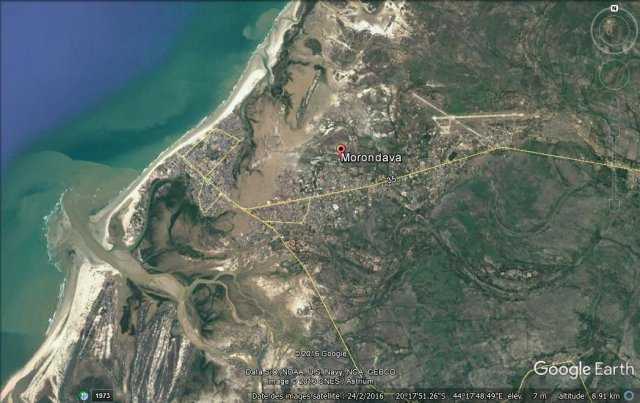 N
Morondava
35
© 2016 Google
Data SIO, NOAA, U.S. Navy, NGA, GEBCO
Image © 2016 CNES / Astrium
Google Earth
1973
Date des images satellite : 24/2/2016 20°17'51.26"S 44°17'48.49"E élév. 7 m altitude 8.91 km